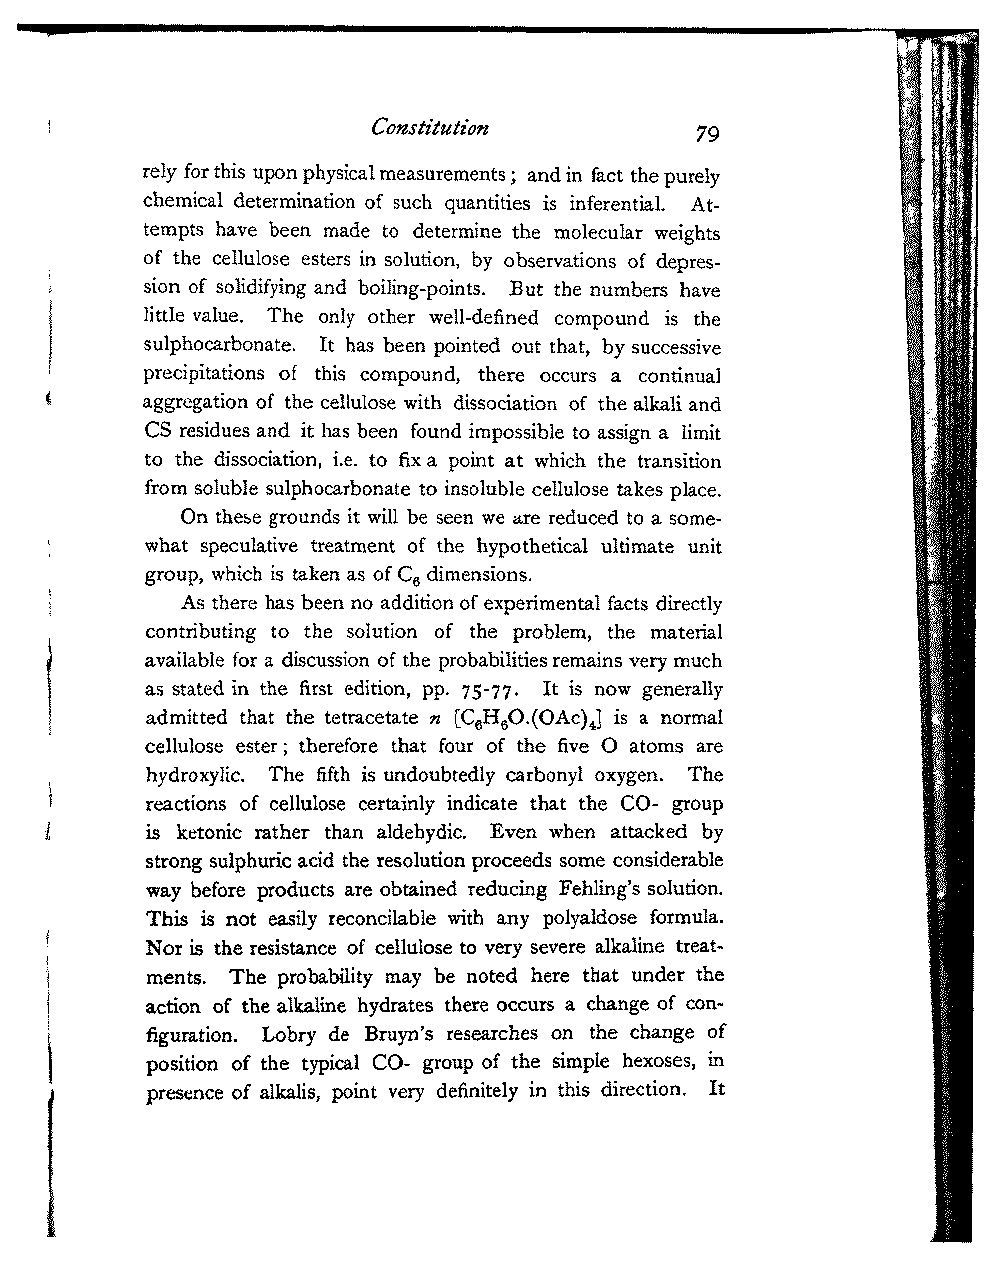 Constitution 79
rely for this upon physical measurements ; and in fact the purely
chemical determination of such quantities is inferential. At-
tempts have been made to determine the molecular weights
of the cellulose esters in solution, by observations of depres-
sion of solidifying and boiling-points. But the numbers have
little value. The only other well-defined compound is the
sulphocarbonate. It has been pointed out that, by successive
precipitations of this compound, there occurs a continual
aggregation of the cellulose with dissociation of the alkali and
CS residues and it has been found impossible to assign a limit
to the dissociation, i.e. to fix a point at which the transition
from soluble sulphocarbonate to insoluble cellulose takes place.
On these grounds it will be seen we are reduced to a some-
what speculative treatment of the hypothetical ultimate unit
group, which is taken as of C₆ dimensions.
As there has been no addition of experimental facts directly
contributing to the solution of the problem, the material
available for a discussion of the probabilities remains very much
as stated in the first edition, pp. 75-77. It is now generally
admitted that the tetracetate n [C₆H₆O.(OAc)₄] is a normal
cellulose ester ; therefore that four of the five O atoms are
hydroxylic. The fifth is undoubtedly carbonyl oxygen. The
reactions of cellulose certainly indicate that the CO- group
is ketonic rather than aldehydic. Even when attacked by
strong sulphuric acid the resolution proceeds some considerable
way before products are obtained reducing Fehling's solution.
This is not easily reconcilable with any polyaldose formula.
Nor is the resistance of cellulose to very severe alkaline treat-
ments. The probability may be noted here that under the
action of the alkaline hydrates there occurs a change of con-
figuration. Lobry de Bruyn's researches on the change of
position of the typical CO- group of the simple hexoses, in
presence of alkalis, point very definitely in this direction. It